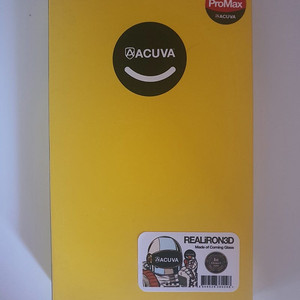 ProMax
ACUVA
ACUVA
REALIRON3D
Made of Corning Glass
ACUVA